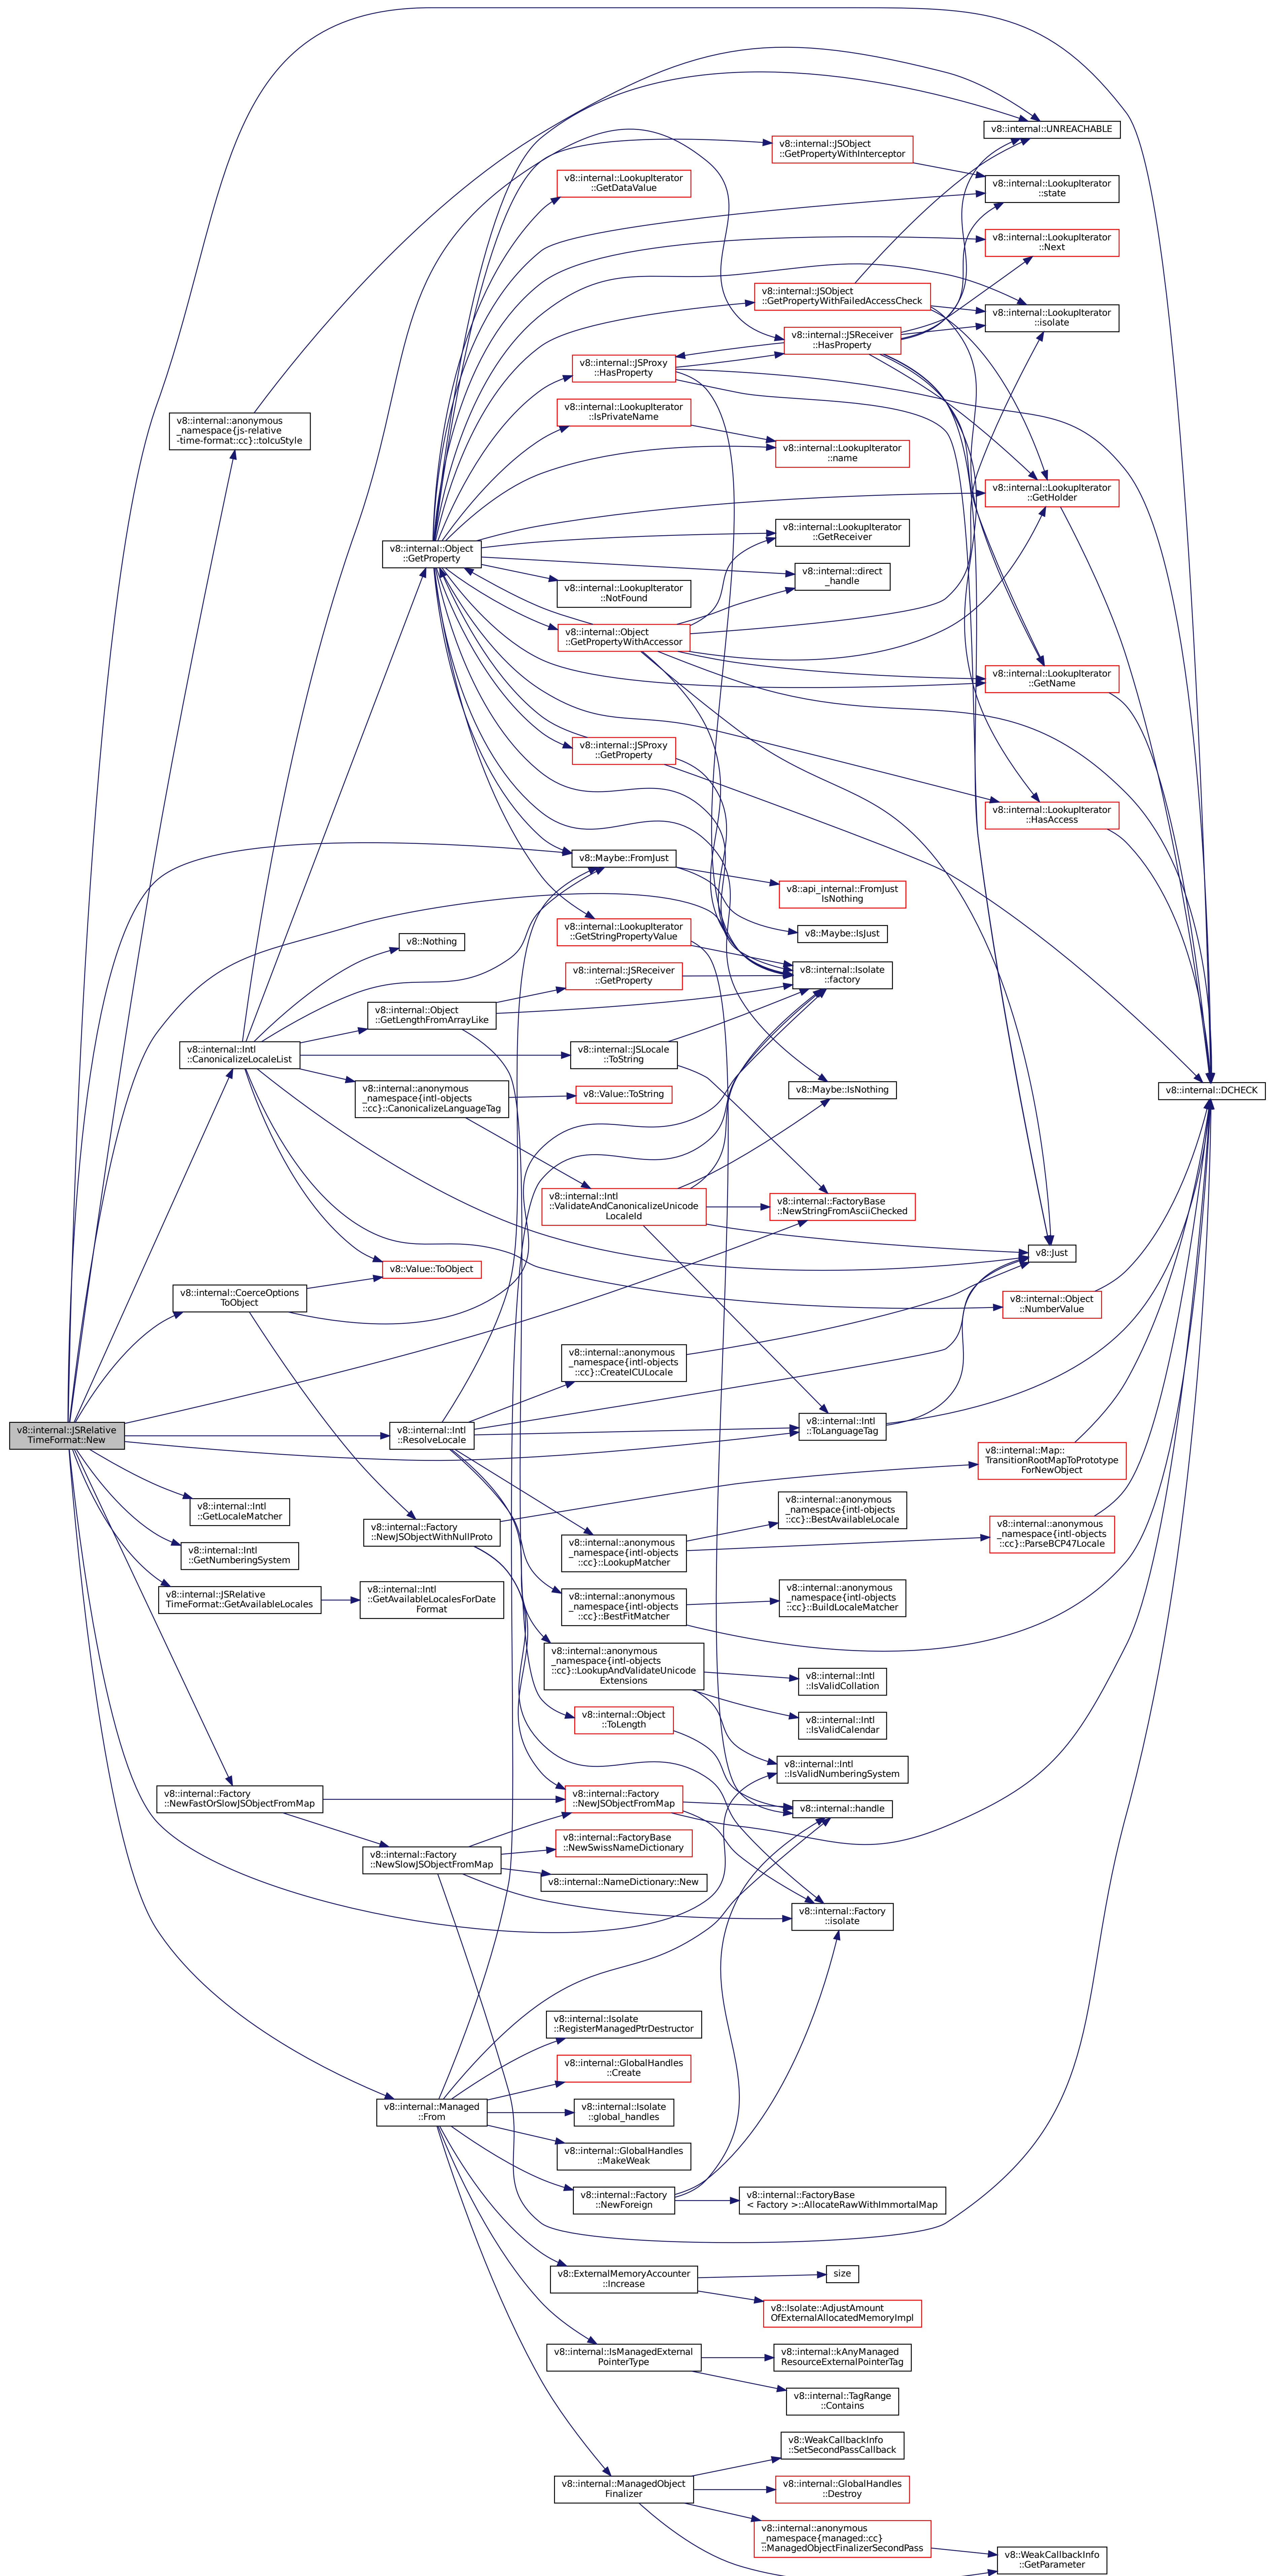 v8::internal::UNREACHABLE
v8::internal::JSObject
::GetPropertyWithInterceptor
v8::internal::LookupIterator
::GetDataValue
v8::internal::LookupIterator
::state
v8::internal::LookupIterator
::Next
v8::internal::JSObject
::GetPropertyWithFailedAccessCheck
v8::internal::LookupIterator
::isolate
v8::internal::JSReceiver
::HasProperty
v8::internal::JSProxy
::HasProperty
v8::internal::anonymous
_namespace{js-relative
-time-format::cc}::toIcuStyle
v8::internal::LookupIterator
::IsPrivateName
v8::internal::LookupIterator
::name
v8::internal::LookupIterator
::GetHolder
v8::internal::LookupIterator
::GetReceiver
v8::internal::Object
::GetProperty
v8::internal::direct
_handle
v8::internal::LookupIterator
::NotFound
v8::internal::Object
::GetPropertyWithAccessor
v8::internal::LookupIterator
::GetName
v8::internal::JSProxy
::GetProperty
v8::internal::LookupIterator
::HasAccess
v8::Maybe::FromJust
v8::api_internal::FromJust
IsNothing
v8::internal::LookupIterator
::GetStringPropertyValue
v8::Maybe::IsJust
v8::Nothing
v8::internal::JSReceiver
::GetProperty
v8::internal::Isolate
::factory
v8::internal::Object
::GetLengthFromArrayLike
v8::internal::Intl
::CanonicalizeLocaleList
v8::internal::JSLocale
::ToString
v8::Maybe::IsNothing
v8::internal::DCHECK
v8::internal::anonymous
_namespace{intl-objects
::cc}::CanonicalizeLanguageTag
v8::Value::ToString
v8::internal::Intl
::ValidateAndCanonicalizeUnicode
LocaleId
v8::internal::FactoryBase
::NewStringFromAsciiChecked
v8::Just
v8::Value::ToObject
v8::internal::CoerceOptions
ToObject
v8::internal::Object
::NumberValue
v8::internal::anonymous
_namespace{intl-objects
::cc}::CreateICULocale
v8::internal::JSRelative
TimeFormat::New
v8::internal::Intl
::ResolveLocale
v8::internal::Intl
::ToLanguageTag
v8::internal::Map::
TransitionRootMapToPrototype
ForNewObject
v8::internal::Intl
::GetLocaleMatcher
v8::internal::anonymous
_namespace{intl-objects
::cc}::BestAvailableLocale
v8::internal::Factory
::NewJSObjectWithNullProto
v8::internal::anonymous
_namespace{intl-objects
::cc}::ParseBCP47Locale
v8::internal::anonymous
_namespace{intl-objects
::cc}::LookupMatcher
v8::internal::Intl
::GetNumberingSystem
v8::internal::JSRelative
TimeFormat::GetAvailableLocales
v8::internal::Intl
::GetAvailableLocalesForDate
Format
v8::internal::anonymous
_namespace{intl-objects
::cc}::BestFitMatcher
v8::internal::anonymous
_namespace{intl-objects
::cc}::BuildLocaleMatcher
v8::internal::anonymous
_namespace{intl-objects
::cc}::LookupAndValidateUnicode
Extensions
v8::internal::Intl
::IsValidCollation
v8::internal::Object
::ToLength
v8::internal::Intl
::IsValidCalendar
v8::internal::Intl
::IsValidNumberingSystem
v8::internal::Factory
::NewFastOrSlowJSObjectFromMap
v8::internal::Factory
::NewJSObjectFromMap
v8::internal::handle
v8::internal::FactoryBase
::NewSwissNameDictionary
v8::internal::Factory
::NewSlowJSObjectFromMap
v8::internal::NameDictionary::New
v8::internal::Factory
::isolate
v8::internal::Isolate
::RegisterManagedPtrDestructor
v8::internal::GlobalHandles
::Create
v8::internal::Managed
::From
v8::internal::Isolate
::global_handles
v8::internal::GlobalHandles
::MakeWeak
v8::internal::Factory
::NewForeign
v8::internal::FactoryBase
< Factory >::AllocateRawWithImmortalMap
v8::ExternalMemoryAccounter
::Increase
size
v8::Isolate::AdjustAmount
OfExternalAllocatedMemoryImpl
v8::internal::IsManagedExternal
PointerType
v8::internal::kAnyManaged
ResourceExternalPointerTag
v8::internal::TagRange
::Contains
v8::WeakCallbackInfo
::SetSecondPassCallback
v8::internal::ManagedObject
Finalizer
v8::internal::GlobalHandles
::Destroy
v8::internal::anonymous
_namespace{managed::cc}
::ManagedObjectFinalizerSecondPass
v8::WeakCallbackInfo
::GetParameter